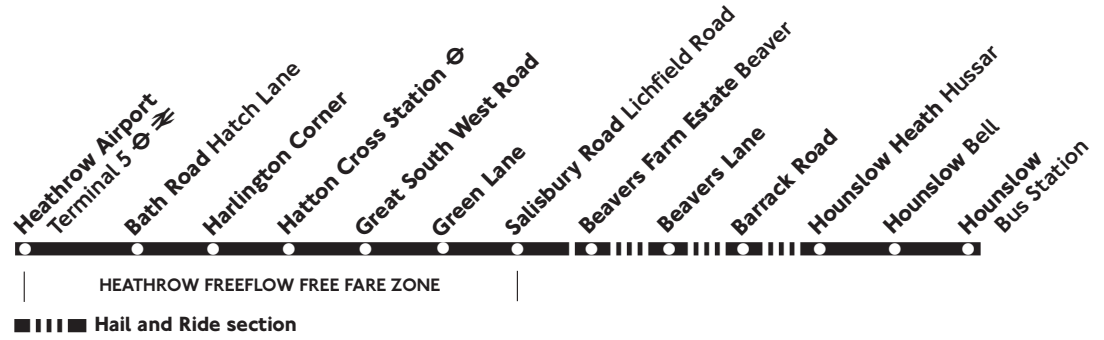 Heathrow Airport
Terminal 5
Bath Road Hatch Lane
Harlington Corner
Hatton Cross Station
Great South West Road
Green Lane
Salisbury Road Lichfield Road
Beavers Farm Estate Beaver
Beavers Lane
Barrack Road
Hounslow Heath Hussar
Hounslow Bell
Hounslow
Bus Station
HEATHROW FREEFLOW FREE FARE ZONE
Hail and Ride section